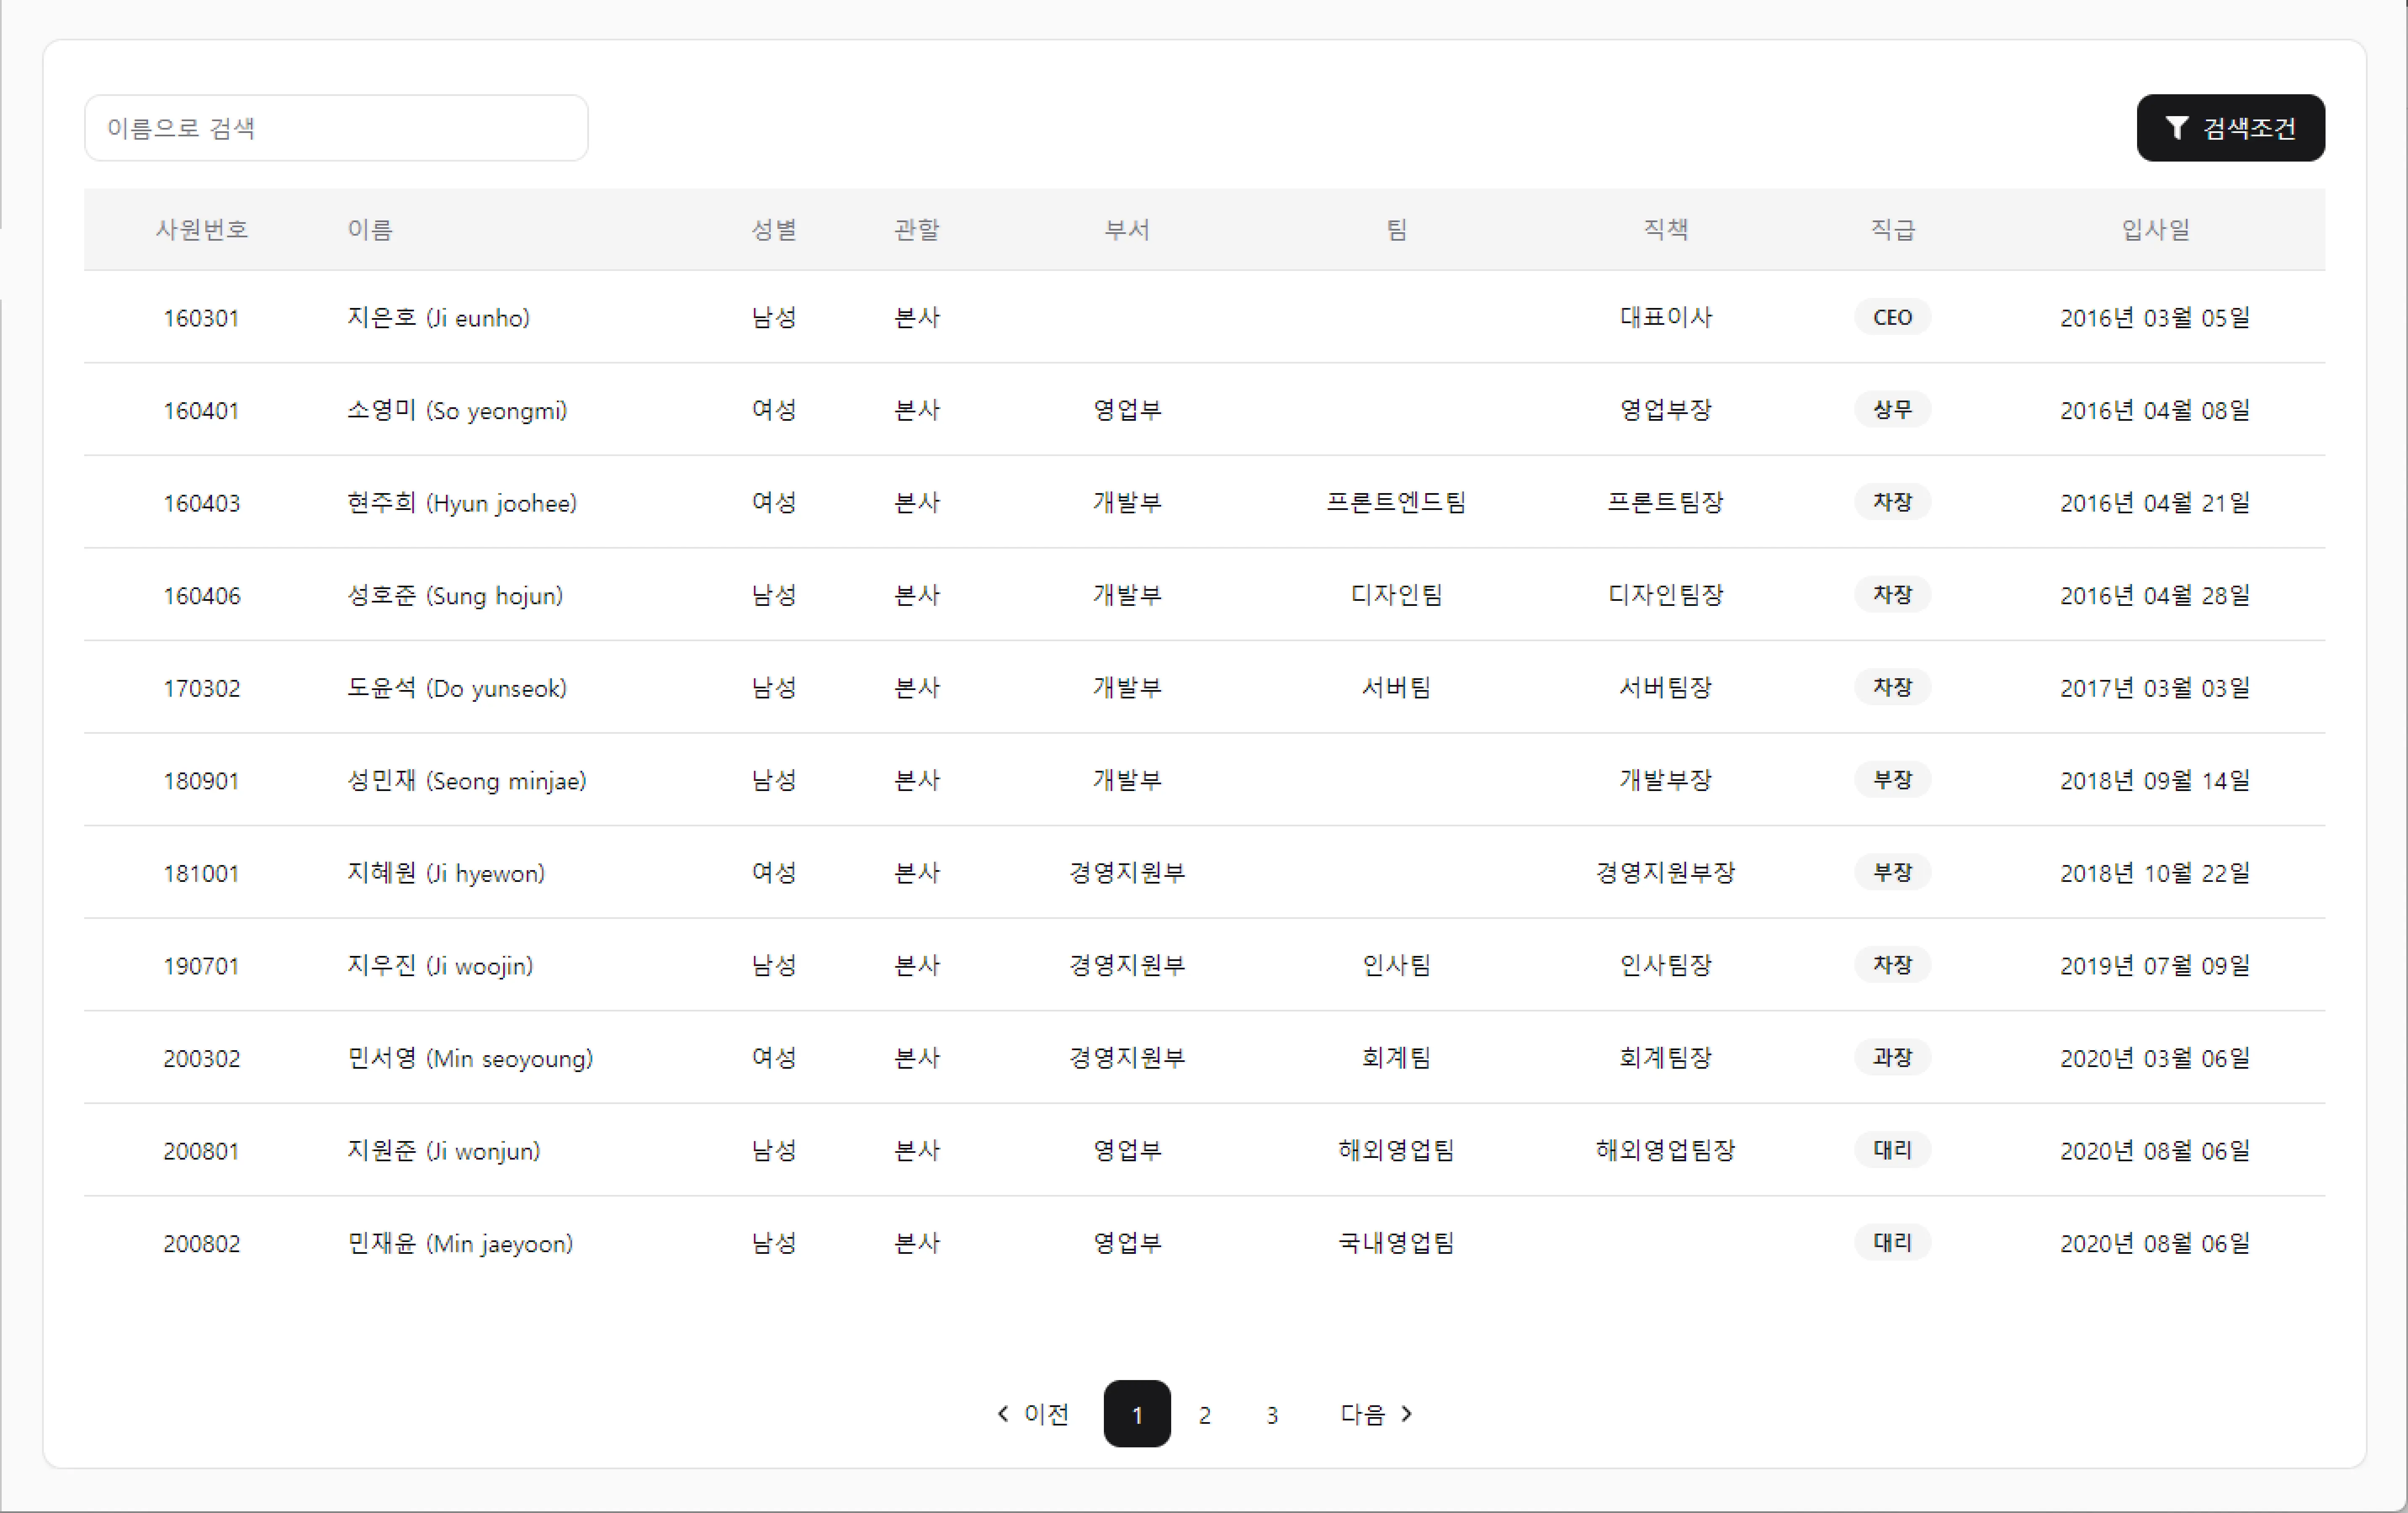 이름으로 검색
검색조건
사원번호 이름 성별 관할 부서 팀 직책 직급 입사일
160301 지은호 (Ji eunho) 남성 본사 대표이사 CEO 2016년 03월 05일
160401 소영미 (So yeongmi) 여성 본사 영업부 영업부장 상무 2016년 04월 08일
160403 현주희 (Hyun joohee) 여성 본사 개발부 프론트엔드팀 프론트팀장 차장 2016년 04월 21일
160406 성호준 (Sung hojun) 남성 본사 개발부 디자인팀 디자인팀장 차장 2016년 04월 28일
170302 도윤석 (Do yunseok) 남성 본사 개발부 서버팀 서버팀장 차장 2017년 03월 03일
180901 성민재 (Seong minjae) 남성 본사 개발부 개발부장 부장 2018년 09월 14일
181001 지혜원 (Ji hyewon) 여성 본사 경영지원부 경영지원부장 부장 2018년 10월 22일
190701 지우진 (Ji woojin) 남성 본사 경영지원부 인사팀 인사팀장 차장 2019년 07월 09일
200302 민서영 (Min seoyoung) 여성 본사 경영지원부 회계팀 회계팀장 과장 2020년 03월 06일
200801 지원준 (Ji wonjun) 남성 본사 영업부 해외영업팀 해외영업팀장 대리 2020년 08월 06일
200802 민재윤 (Min jaeyoon) 남성 본사 영업부 국내영업팀 대리 2020년 08월 06일
이전 1 2 3 다음